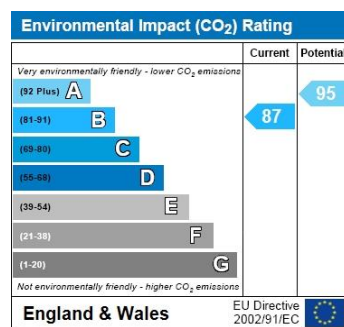 Environmental Impact (CO₂) Rating
Current Potential
Very environmentally friendly - lower CO₂ emissions
(92 Plus) A
95
(81-91) B
87
(69-80) C
(55-68) D
(39-54) E
(21-38) F
(1-20) G
Not environmentally friendly - higher CO₂ emissions
England & Wales
EU Directive
2002/91/EC